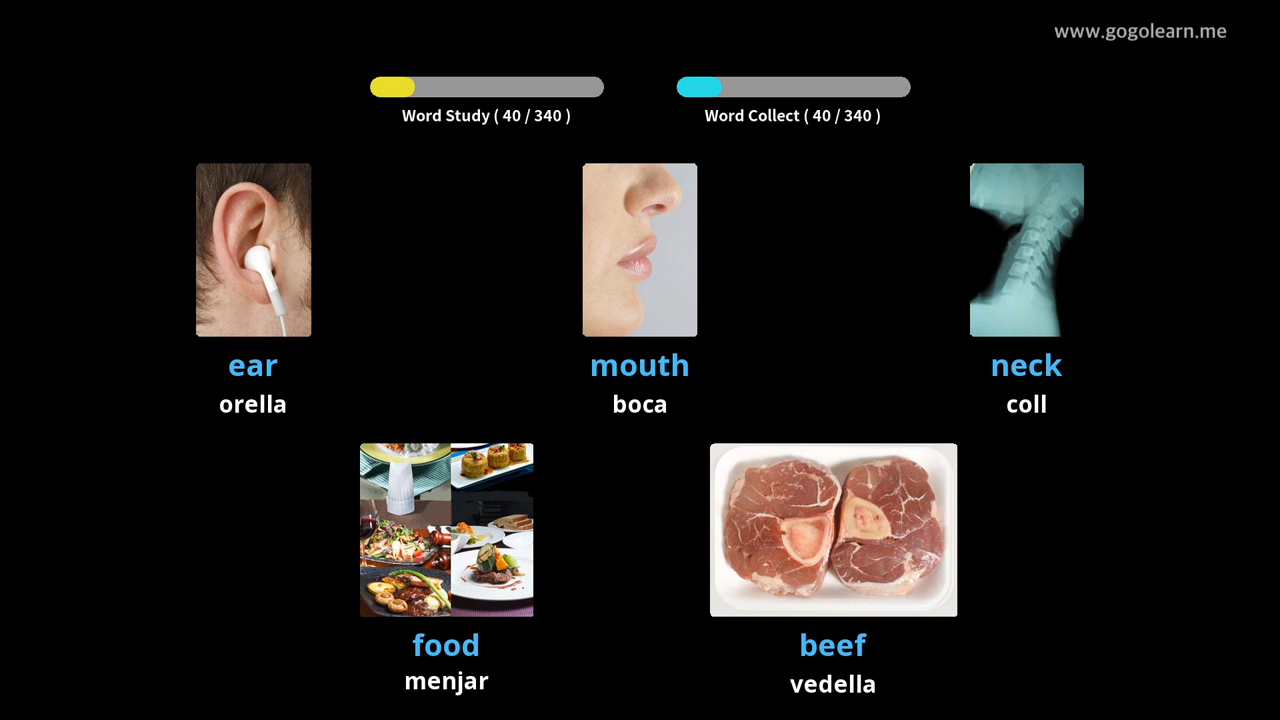 www.gogolearn.me
Word Study ( 40 / 340 )
Word Collect ( 40 / 340 )
ear
mouth
neck
orella
boca
coll
food
beef
menjar
vedella